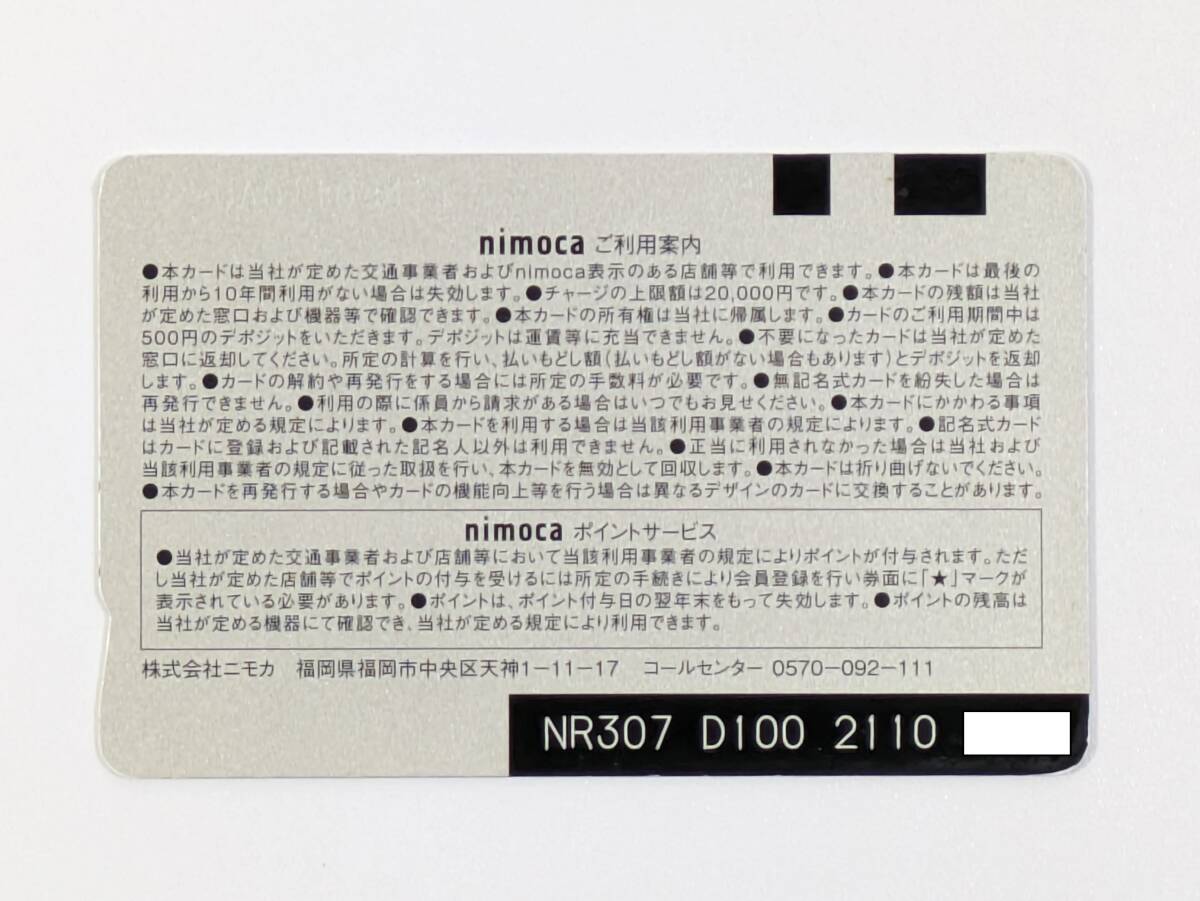 nimoca ご利用案内
●本カードは当社が定めた交通事業者およびnimoca表示のある店舗等で利用できます。●本カードは最後の
利用から10年間利用がない場合は失効します。●チャージの上限額は20,000円です。●本カードの残額は当社
が定めた窓口および機器等で確認できます。●本カードの所有権は当社に帰属します。●カードのご利用期間中は
500円のデポジットをいただきます。デポジットは運賃等に充当できません。●不要になったカードは当社が定めた
窓口に返却してください。所定の計算を行い、払いもどし額(払いもどし額がない場合もあります)とデポジットを返却
します。●カードの解約や再発行をする場合には所定の手数料が必要です。●無記名式カードを紛失した場合は
再発行できません。●利用の際に係員から請求がある場合はいつでもお見せください。●本カードにかかわる事項
は当社が定める規定によります。●本カードを利用する場合は当該利用事業者の規定によります。●記名式カード
はカードに登録および記載された記名人以外は利用できません。●正当に利用されなかった場合は当社および
当該利用事業者の規定に従った取扱を行い、本カードを無効として回収します。●本カードは折り曲げないでください。
●本カードを再発行する場合やカードの機能向上等を行う場合は異なるデザインのカードに交換することがあります。
nimoca ポイントサービス
●当社が定めた交通事業者および店舗等において当該利用事業者の規定によりポイントが付与されます。ただ
し当社が定めた店舗等でポイントの付与を受けるには所定の手続きにより会員登録を行い券面に「★」マークが
表示されている必要があります。●ポイントは、ポイント付与日の翌年末をもって失効します。●ポイントの残高は
当社が定める機器にて確認でき、当社が定める規定により利用できます。
株式会社ニモカ 福岡県福岡市中央区天神1-11-17 コールセンター 0570-092-111
NR307 D100 2110